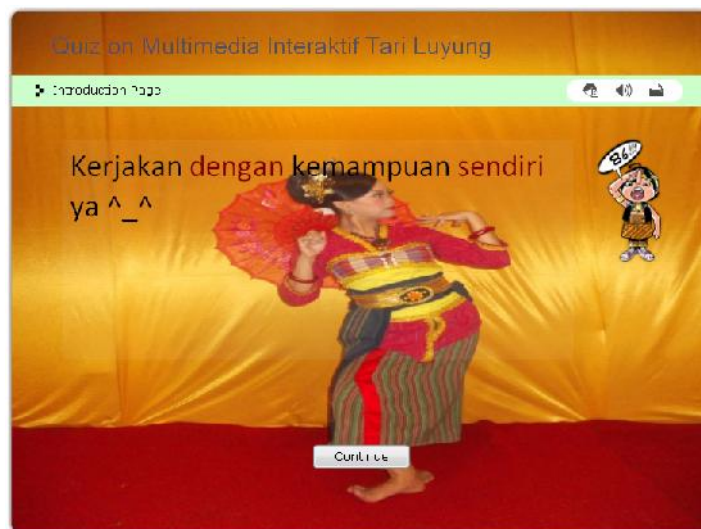 Quiz on Multimedia Interaktif Tari Luyung
Introduction Page
Kerjakan dengan kemampuan sendiri
ya ^_^
Continue